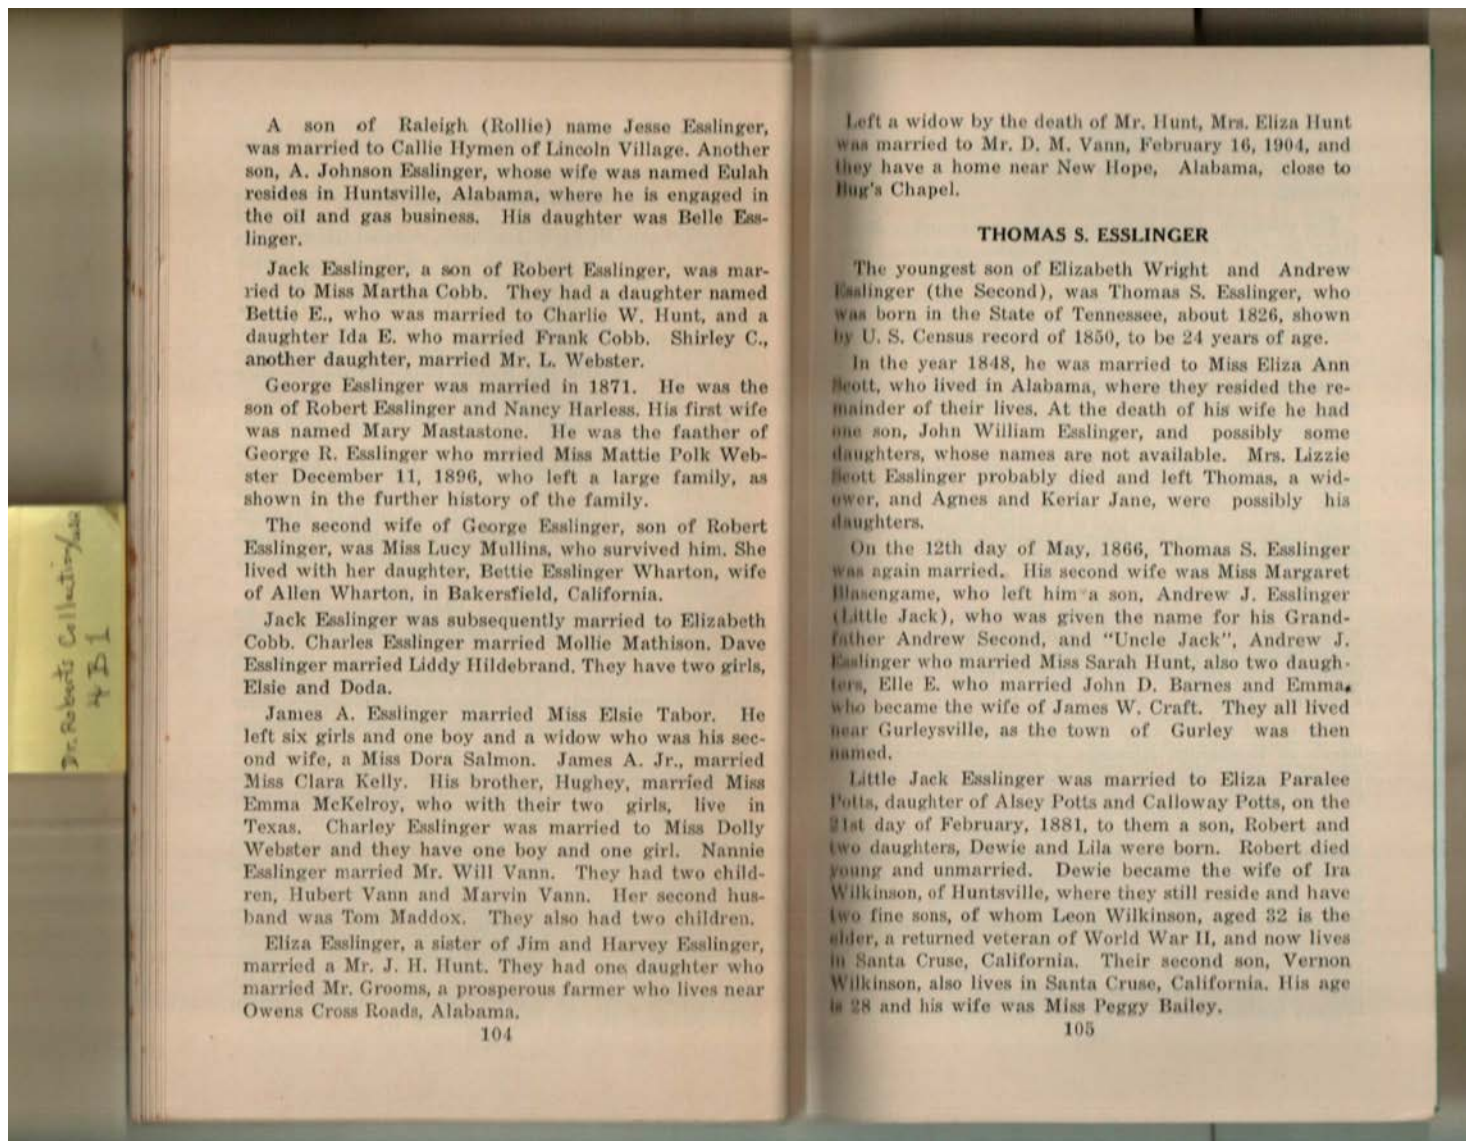 A son of Raleigh (Rollie) name Jesse Esslinger,
was married to Callie Hymen of Lincoln Village. Another
son, A. Johnson Esslinger, whose wife was named Eulah
resides in Huntsville, Alabama, where he is engaged in
the oil and gas business. His daughter was Belle Ess-
linger.
Jack Esslinger, a son of Robert Esslinger, was mar-
ried to Miss Martha Cobb. They had a daughter named
Bettie E., who was married to Charlie W. Hunt, and a
daughter Ida E. who married Frank Cobb. Shirley C.,
another daughter, married Mr. L. Webster.
George Esslinger was married in 1871. He was the
son of Robert Esslinger and Nancy Harless. His first wife
was named Mary Mastastone. He was the faather of
George R. Esslinger who mrried Miss Mattie Polk Web-
ster December 11, 1896, who left a large family, as
shown in the further history of the family.
The second wife of George Esslinger, son of Robert
Esslinger, was Miss Lucy Mullins, who survived him. She
lived with her daughter, Bettie Esslinger Wharton, wife
of Allen Wharton, in Bakersfield, California.
Jack Esslinger was subsequently married to Elizabeth
Cobb. Charles Esslinger married Mollie Mathison. Dave
Esslinger married Liddy Hildebrand. They have two girls,
Elsie and Doda.
James A. Esslinger married Miss Elsie Tabor. He
left six girls and one boy and a widow who was his sec-
ond wife, a Miss Dora Salmon. James A. Jr., married
Miss Clara Kelly. His brother, Hughey, married Miss
Emma McKelroy, who with their two girls, live in
Texas. Charley Esslinger was married to Miss Dolly
Webster and they have one boy and one girl. Nannie
Esslinger married Mr. Will Vann. They had two child-
ren, Hubert Vann and Marvin Vann. Her second hus-
band was Tom Maddox. They also had two children.
Eliza Esslinger, a sister of Jim and Harvey Esslinger,
married a Mr. J. H. Hunt. They had one daughter who
married Mr. Grooms, a prosperous farmer who lives near
Owens Cross Roads, Alabama.
104
Left a widow by the death of Mr. Hunt, Mrs. Eliza Hunt
was married to Mr. D. M. Vann, February 16, 1904, and
they have a home near New Hope, Alabama, close to
Hug's Chapel.
THOMAS S. ESSLINGER
The youngest son of Elizabeth Wright and Andrew
Esslinger (the Second), was Thomas S. Esslinger, who
was born in the State of Tennessee, about 1826, shown
by U. S. Census record of 1850, to be 24 years of age.
In the year 1848, he was married to Miss Eliza Ann
Scott, who lived in Alabama, where they resided the re-
mainder of their lives. At the death of his wife he had
one son, John William Esslinger, and possibly some
daughters, whose names are not available. Mrs. Lizzie
Scott Esslinger probably died and left Thomas, a wid-
ower, and Agnes and Keriar Jane, were possibly his
daughters.
On the 12th day of May, 1866, Thomas S. Esslinger
was again married. His second wife was Miss Margaret
Blasengame, who left him a son, Andrew J. Esslinger
(Little Jack), who was given the name for his Grand-
father Andrew Second, and "Uncle Jack", Andrew J.
Esslinger who married Miss Sarah Hunt, also two daugh-
ters, Elle E. who married John D. Barnes and Emma.
who became the wife of James W. Craft. They all lived
near Gurleysville, as the town of Gurley was then
named.
Little Jack Esslinger was married to Eliza Paralee
Potts, daughter of Alsey Potts and Calloway Potts, on the
21st day of February, 1881, to them a son, Robert and
two daughters, Dewie and Lila were born. Robert died
young and unmarried. Dewie became the wife of Ira
Wilkinson, of Huntsville, where they still reside and have
two fine sons, of whom Leon Wilkinson, aged 32 is the
elder, a returned veteran of World War II, and now lives
in Santa Cruse, California. Their second son, Vernon
Wilkinson, also lives in Santa Cruse, California. His age
is 28 and his wife was Miss Peggy Bailey.
105
Dr. Roberts Collection
4 B 1